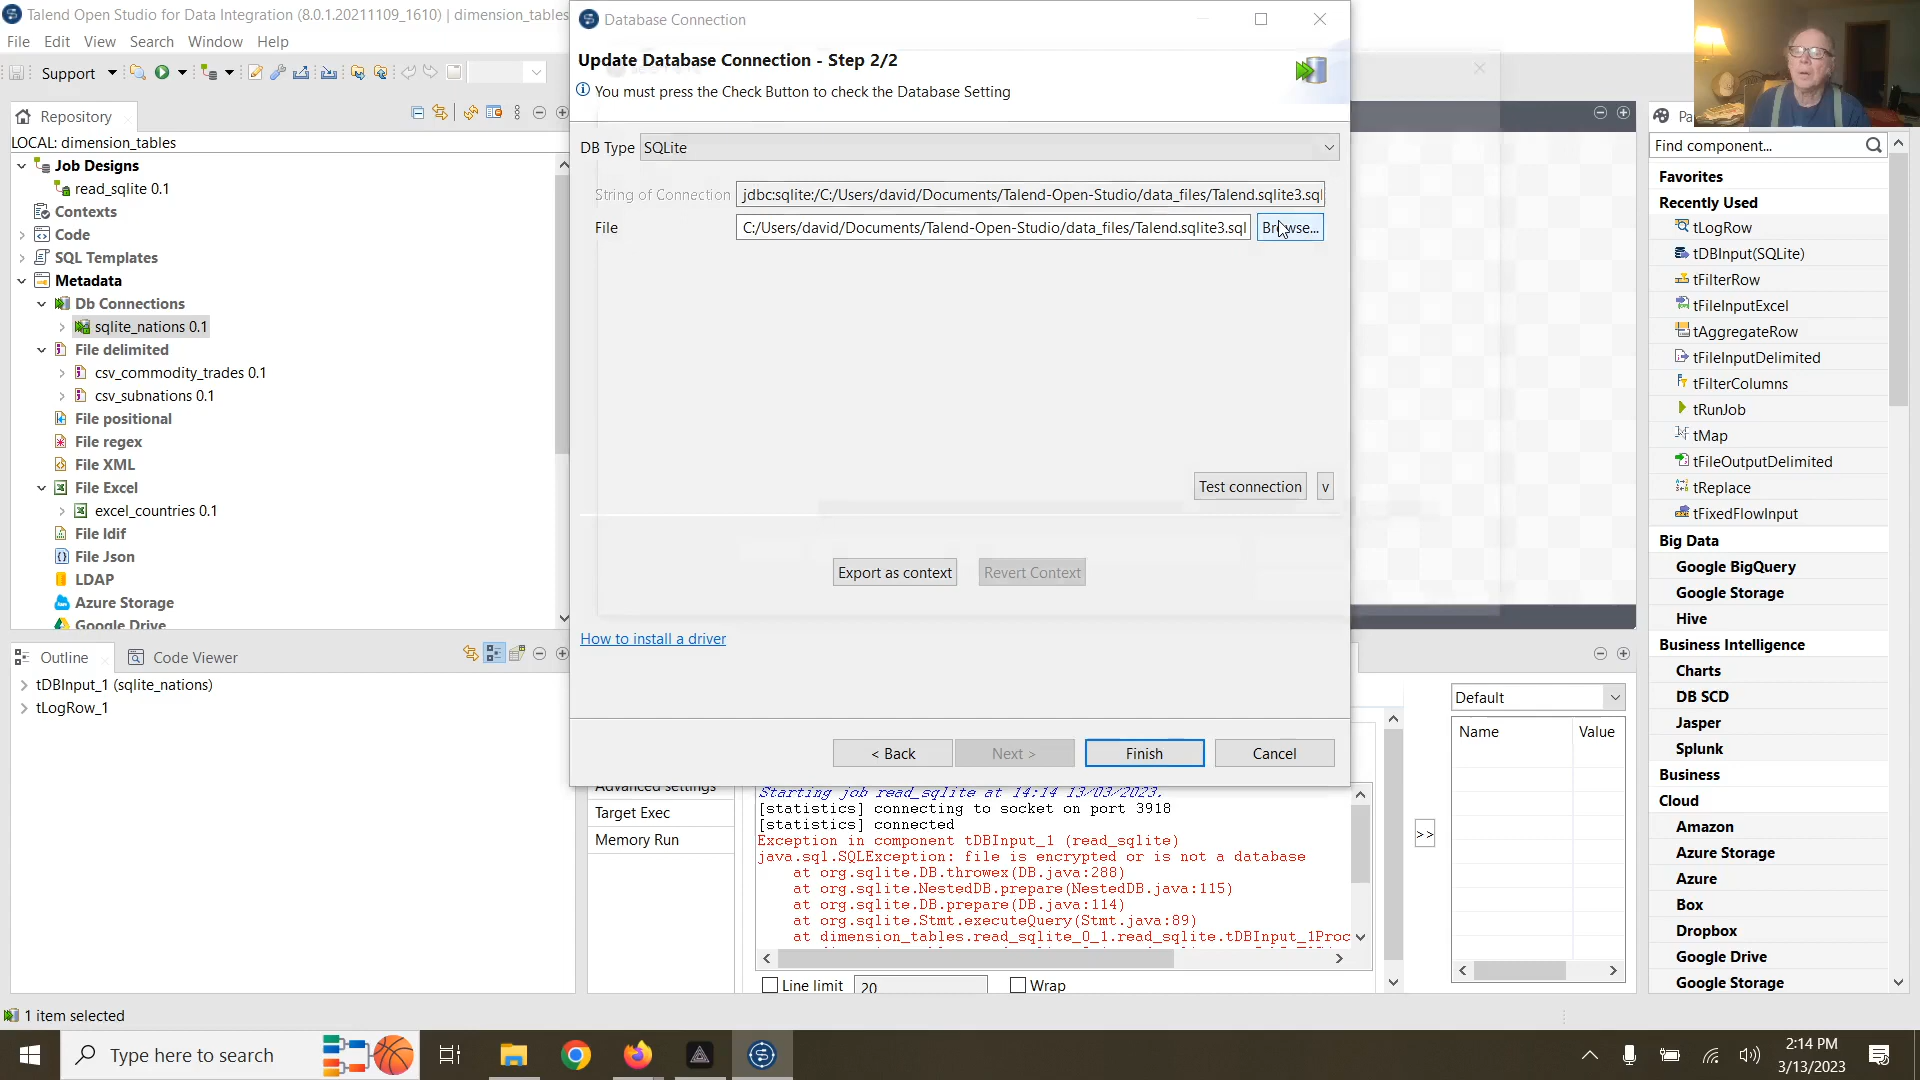 Talend Open Studio for Data Integration (8.0.1.20211109_1610) | dimension_tables
File Edit View Search Window Help
Support
Repository
LOCAL: dimension_tables
Job Designs
read_sqlite 0.1
Contexts
Code
SQL Templates
Metadata
Db Connections
sqlite_nations 0.1
File delimited
csv_commodity_trades 0.1
csv_subnations 0.1
File positional
File regex
File XML
File Excel
excel_countries 0.1
File ldif
File Json
LDAP
Azure Storage
Google Drive
Outline
Code Viewer
tDBInput_1 (sqlite_nations)
tLogRow_1
1 item selected
Database Connection
Update Database Connection - Step 2/2
You must press the Check Button to check the Database Setting
DB Type SQLite
String of Connection jdbc:sqlite:/C:/Users/david/Documents/Talend-Open-Studio/data_files/Talend.sqlite3.sql
File C:/Users/david/Documents/Talend-Open-Studio/data_files/Talend.sqlite3.sql Browse...
Test connection v
Export as context Revert Context
How to install a driver
< Back Next > Finish Cancel
Advanced settings
Target Exec
Memory Run
Starting job read_sqlite at 14:14 13/03/2023.
[statistics] connecting to socket on port 3918
[statistics] connected
Exception in component tDBInput_1 (read_sqlite)
java.sql.SQLException: file is encrypted or is not a database
at org.sqlite.DB.throwex(DB.java:288)
at org.sqlite.NestedDB.prepare(NestedDB.java:115)
at org.sqlite.DB.prepare(DB.java:114)
at org.sqlite.Stmt.executeQuery(Stmt.java:89)
at dimension_tables.read_sqlite_0_1.read_sqlite.tDBInput_1Proc
Line limit 20 Wrap
>>
Default
Name Value
Pa
Find component...
Favorites
Recently Used
tLogRow
tDBInput(SQLite)
tFilterRow
tFileInputExcel
tAggregateRow
tFileInputDelimited
tFilterColumns
tRunJob
tMap
tFileOutputDelimited
tReplace
tFixedFlowInput
Big Data
Google BigQuery
Google Storage
Hive
Business Intelligence
Charts
DB SCD
Jasper
Splunk
Business
Cloud
Amazon
Azure Storage
Azure
Box
Dropbox
Google Drive
Google Storage
Type here to search
2:14 PM
3/13/2023